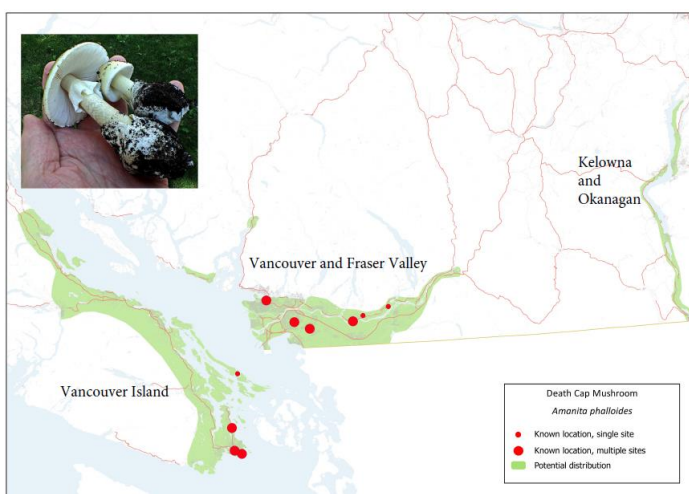 Kelowna
and
Okanagan
Vancouver and Fraser Valley
Vancouver Island
Death Cap Mushroom
Amanita phalloides
Known location, single site
Known location, multiple sites
Potential distribution